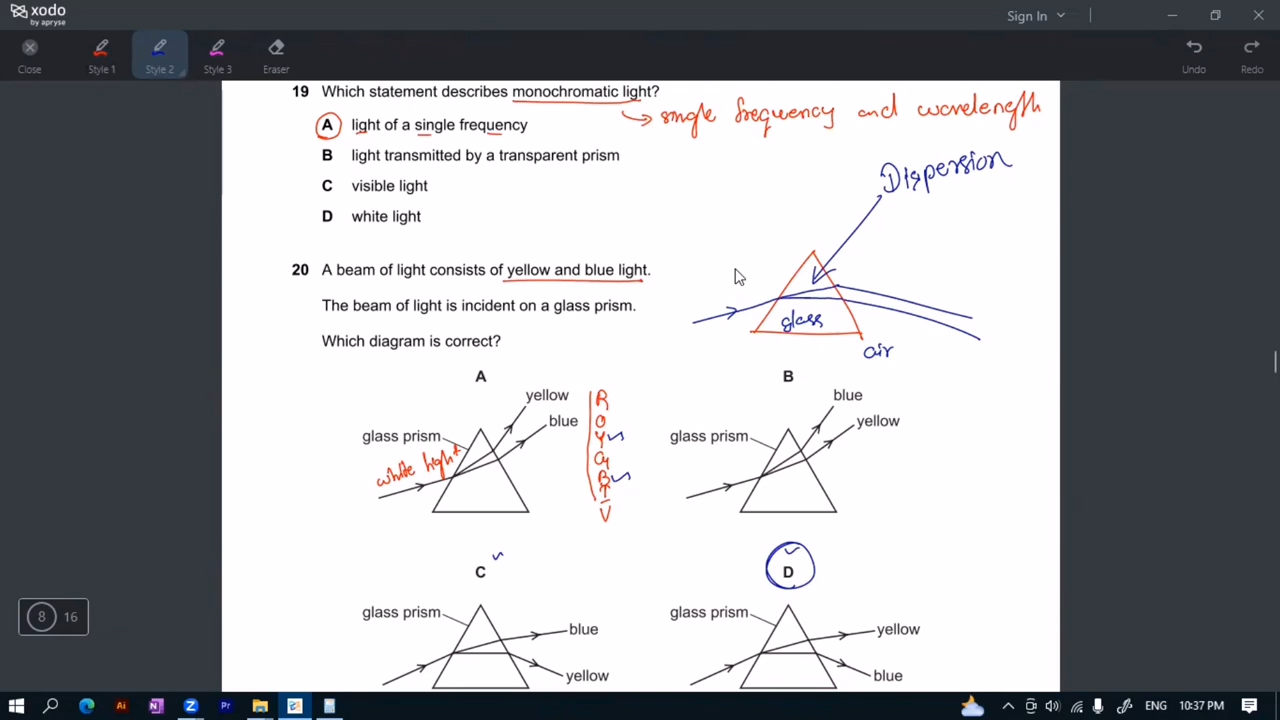 xodo
by apryse
Sign In
Close
Style 1
Style 2
Style 3
Eraser
Undo
Redo
19 Which statement describes monochromatic light?
single frequency and wavelength
A light of a single frequency
B light transmitted by a transparent prism
C visible light
D white light
Dispersion
glass
air
20 A beam of light consists of yellow and blue light.
The beam of light is incident on a glass prism.
Which diagram is correct?
A
yellow
blue
glass prism
white light
R
O
Y
G
B
I
V
B
blue
yellow
glass prism
C
glass prism
blue
yellow
D
glass prism
yellow
blue
8 16
ENG 10:37 PM